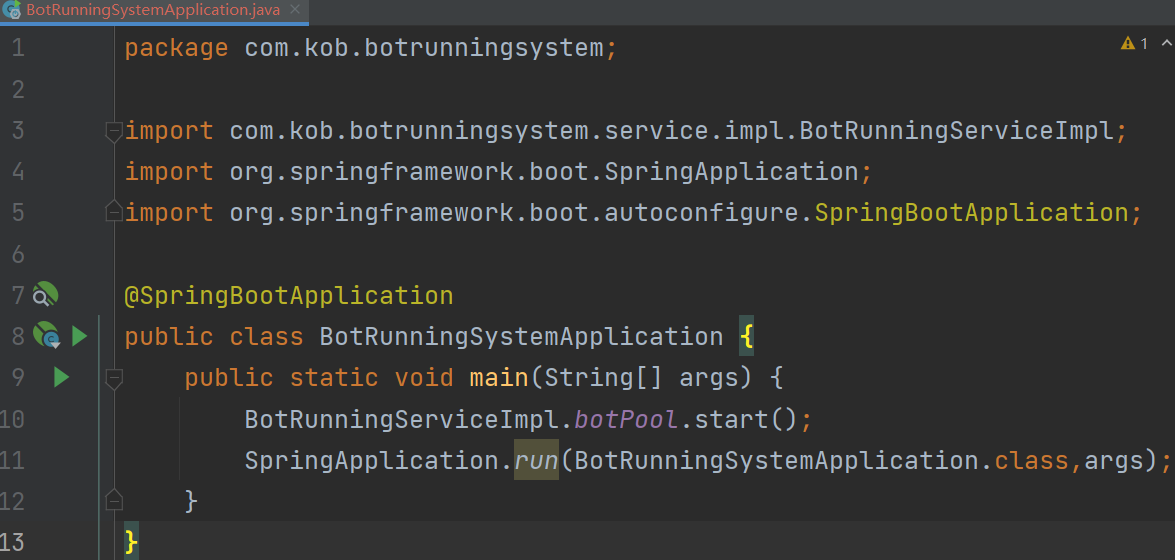 BotRunningSystemApplication.java
1 package com.kob.botrunningsystem; 1
2
3 import com.kob.botrunningsystem.service.impl.BotRunningServiceImpl;
4 import org.springframework.boot.SpringApplication;
5 import org.springframework.boot.autoconfigure.SpringBootApplication;
6
7 @SpringBootApplication
8 public class BotRunningSystemApplication {
9 public static void main(String[] args) {
10 BotRunningServiceImpl.botPool.start();
11 SpringApplication.run(BotRunningSystemApplication.class,args);
12 }
13 }